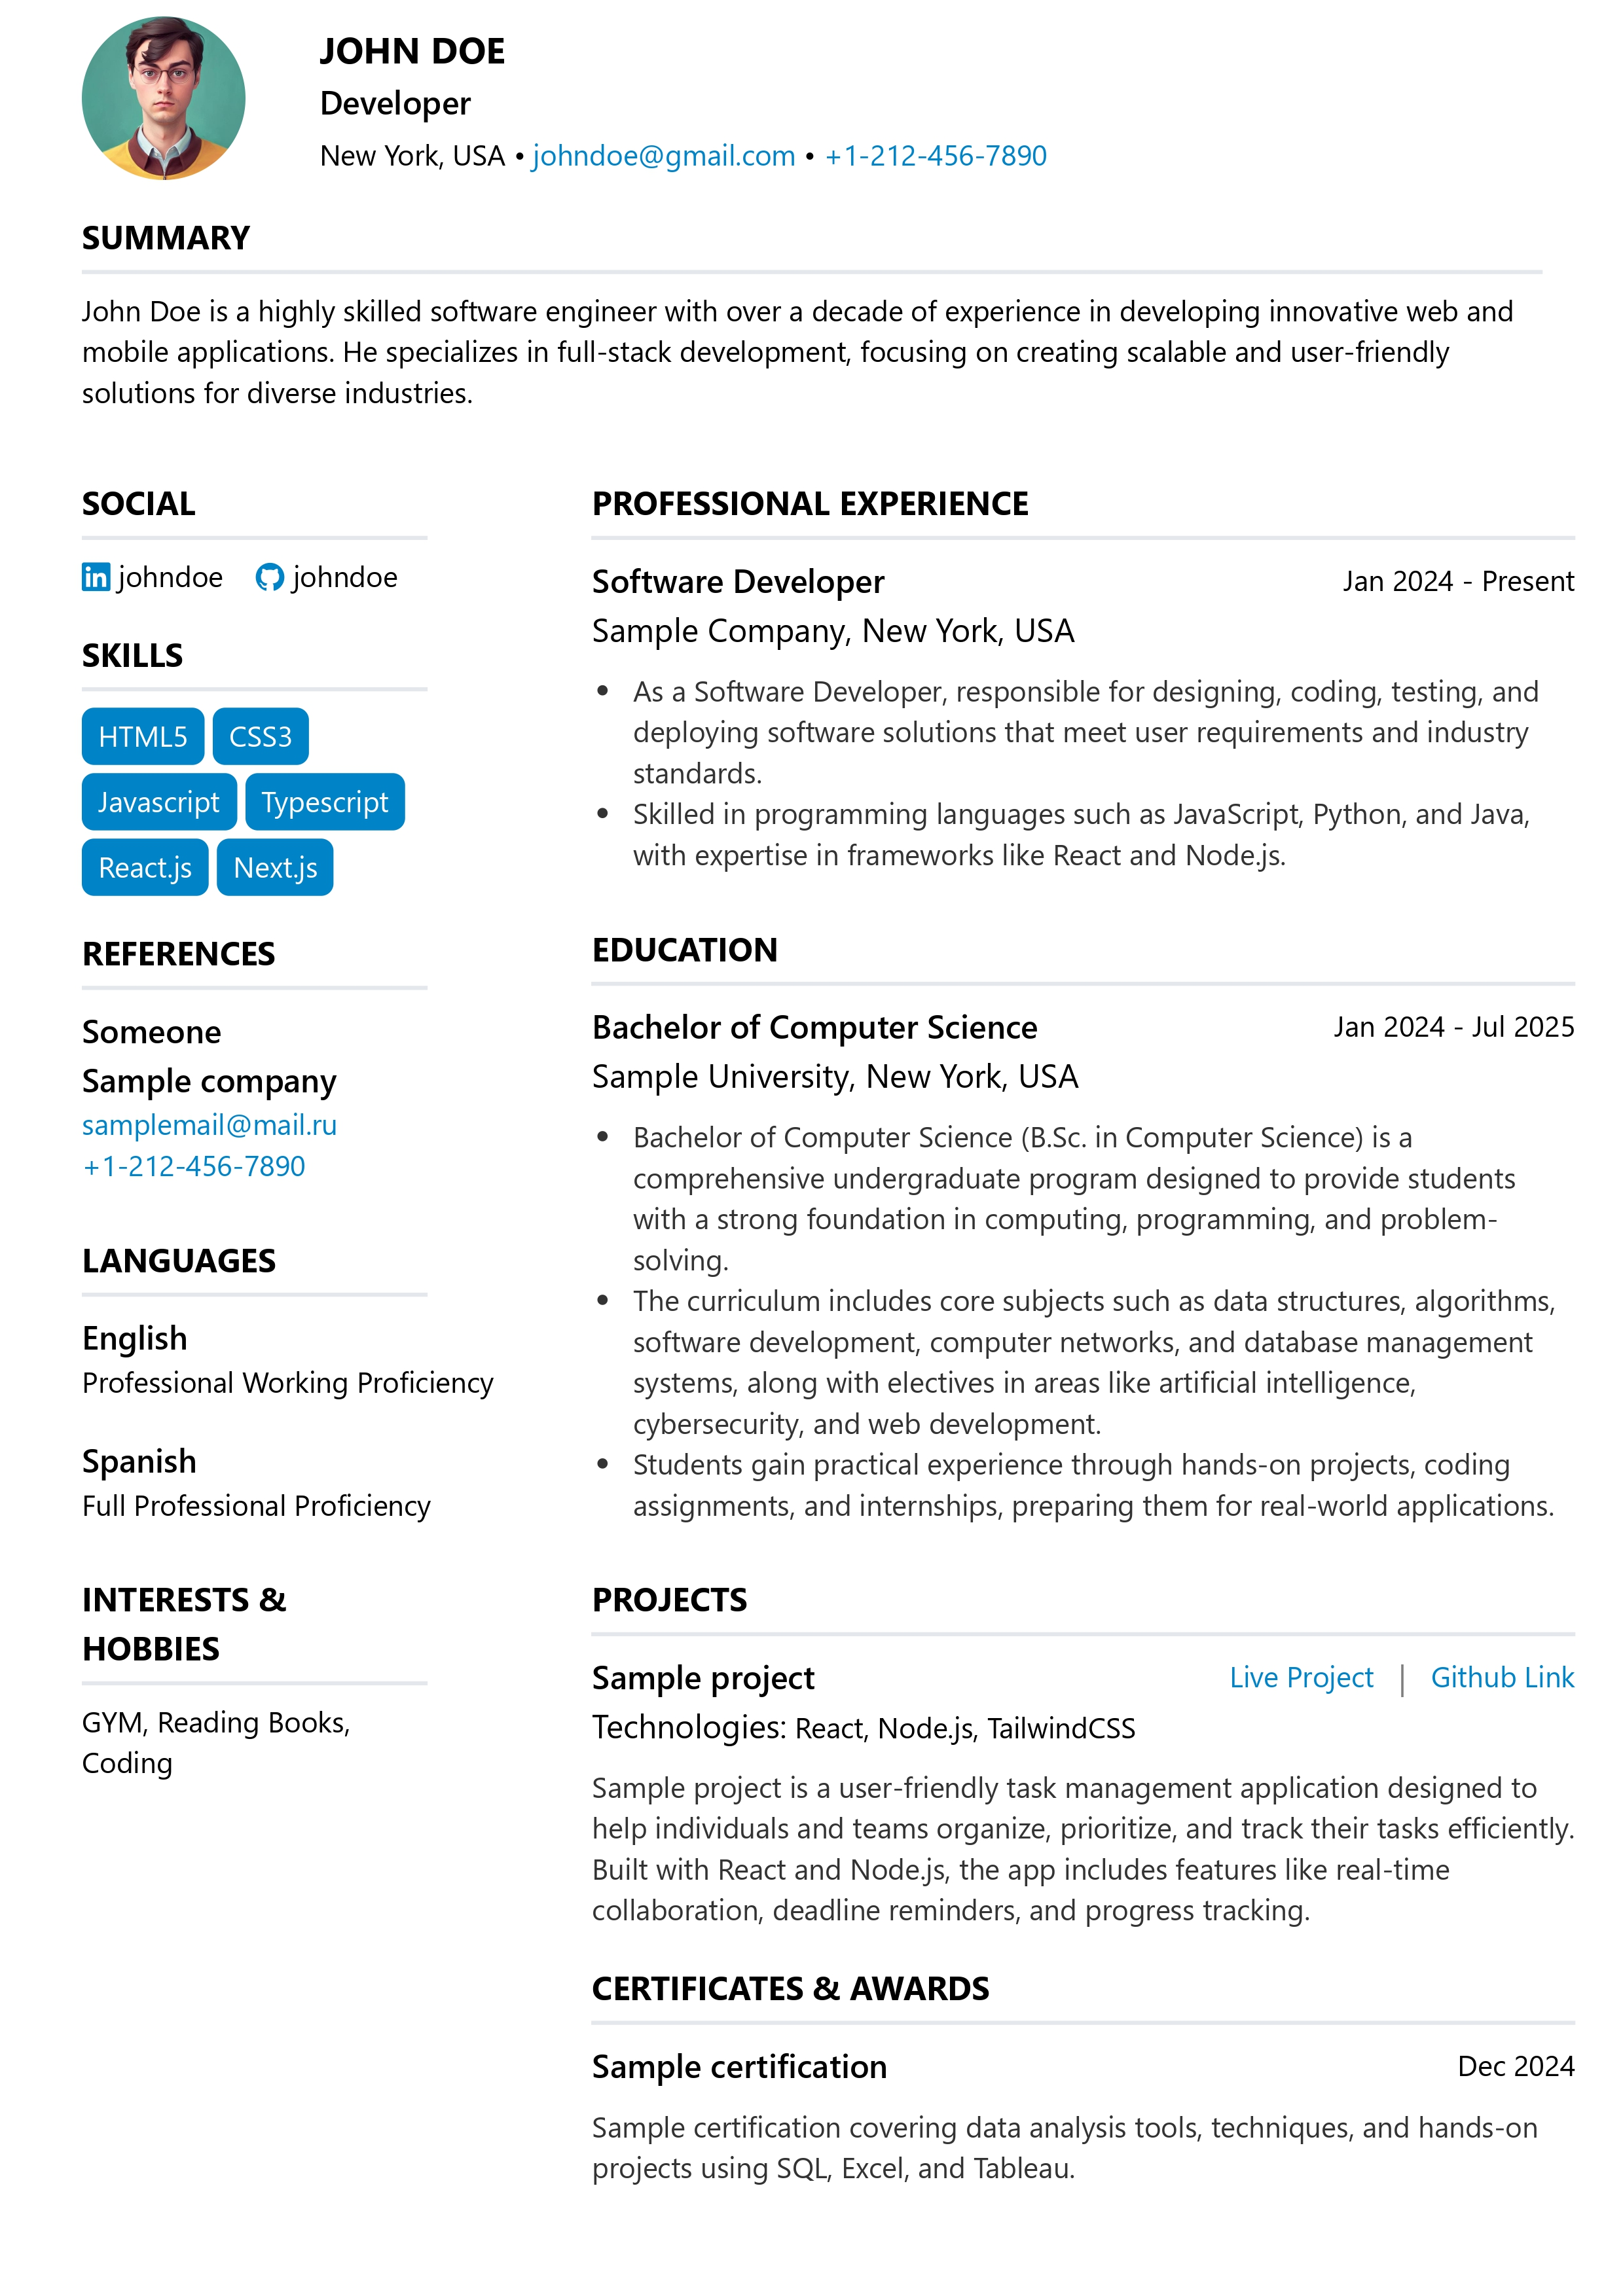 JOHN DOE
Developer
New York, USA • johndoe@gmail.com • +1-212-456-7890
SUMMARY
John Doe is a highly skilled software engineer with over a decade of experience in developing innovative web and
mobile applications. He specializes in full-stack development, focusing on creating scalable and user-friendly
solutions for diverse industries.
SOCIAL
in johndoe johndoe
SKILLS
HTML5 CSS3
Javascript Typescript
React.js Next.js
REFERENCES
Someone
Sample company
samplemail@mail.ru
+1-212-456-7890
LANGUAGES
English
Professional Working Proficiency
Spanish
Full Professional Proficiency
INTERESTS &
HOBBIES
GYM, Reading Books,
Coding
PROFESSIONAL EXPERIENCE
Software Developer Jan 2024 - Present
Sample Company, New York, USA
• As a Software Developer, responsible for designing, coding, testing, and
deploying software solutions that meet user requirements and industry
standards.
• Skilled in programming languages such as JavaScript, Python, and Java,
with expertise in frameworks like React and Node.js.
EDUCATION
Bachelor of Computer Science Jan 2024 - Jul 2025
Sample University, New York, USA
• Bachelor of Computer Science (B.Sc. in Computer Science) is a
comprehensive undergraduate program designed to provide students
with a strong foundation in computing, programming, and problem-
solving.
• The curriculum includes core subjects such as data structures, algorithms,
software development, computer networks, and database management
systems, along with electives in areas like artificial intelligence,
cybersecurity, and web development.
• Students gain practical experience through hands-on projects, coding
assignments, and internships, preparing them for real-world applications.
PROJECTS
Sample project Live Project | Github Link
Technologies: React, Node.js, TailwindCSS
Sample project is a user-friendly task management application designed to
help individuals and teams organize, prioritize, and track their tasks efficiently.
Built with React and Node.js, the app includes features like real-time
collaboration, deadline reminders, and progress tracking.
CERTIFICATES & AWARDS
Sample certification Dec 2024
Sample certification covering data analysis tools, techniques, and hands-on
projects using SQL, Excel, and Tableau.